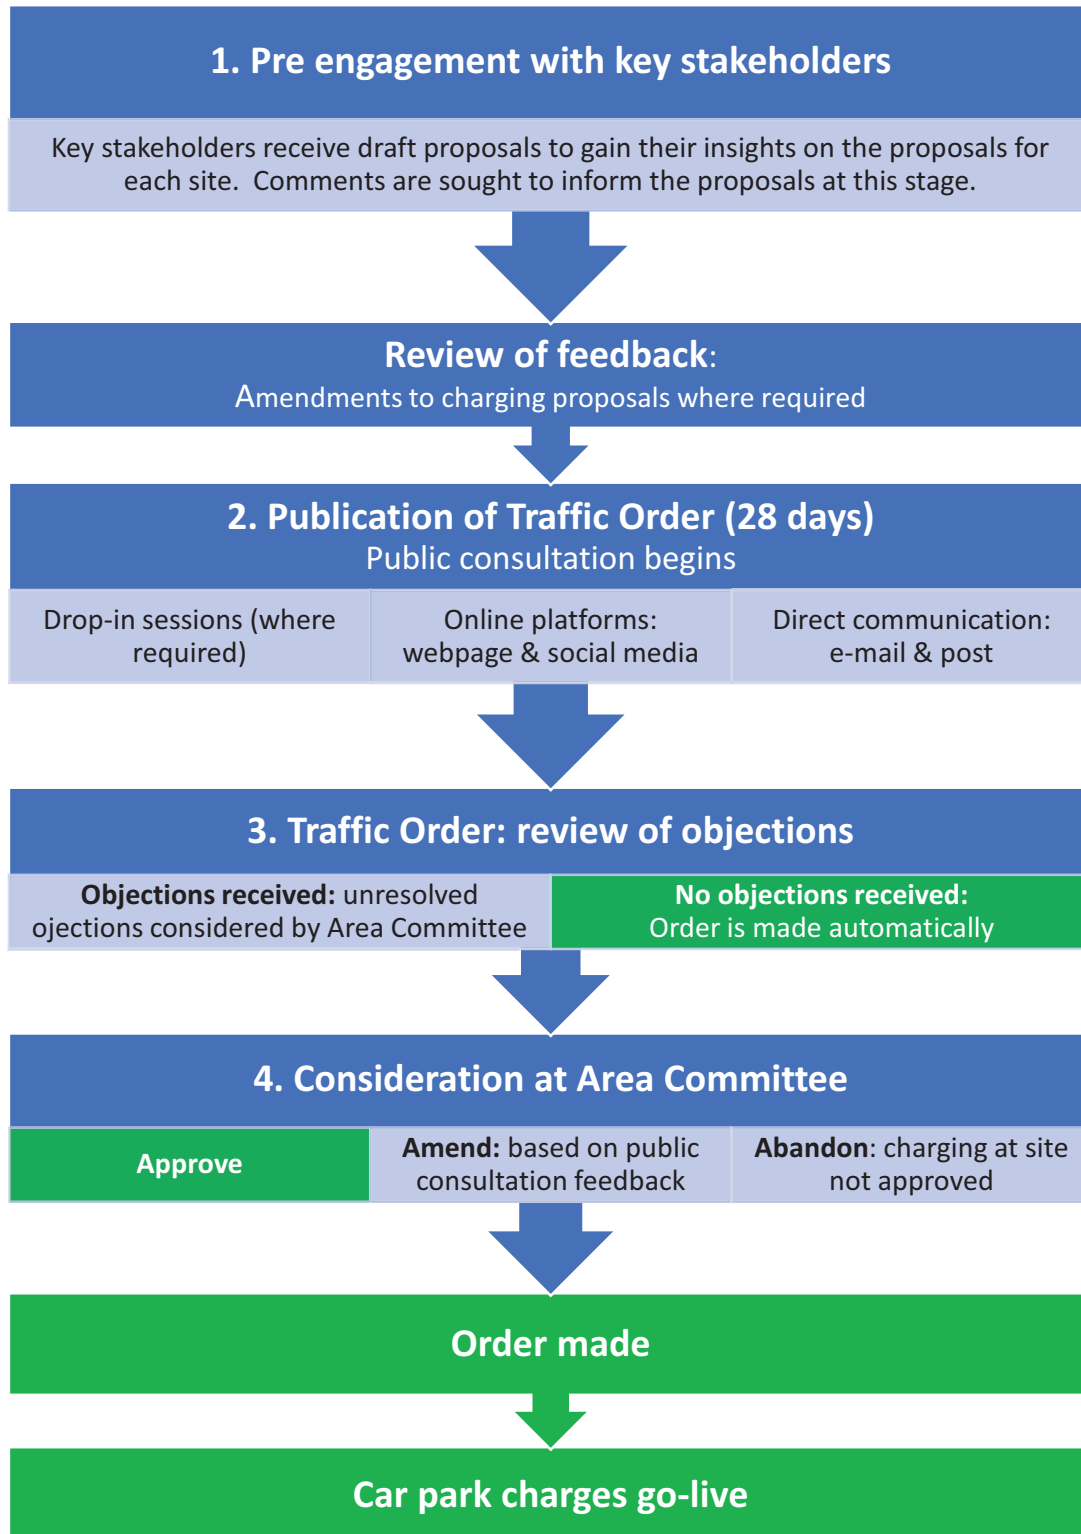 1. Pre engagement with key stakeholders
Key stakeholders receive draft proposals to gain their insights on the proposals for
each site.  Comments are sought to inform the proposals at this stage.
Review of feedback:
Amendments to charging proposals where required
2. Publication of Traffic Order (28 days)
Public consultation begins
Drop-in sessions (where
required)
Online platforms:
webpage & social media
Direct communication:
e-mail & post
3. Traffic Order: review of objections
Objections received: unresolved
ojections considered by Area Committee
No objections received:
Order is made automatically
4. Consideration at Area Committee
Approve
Amend: based on public
consultation feedback
Abandon: charging at site
not approved
Order made
Car park charges go-live